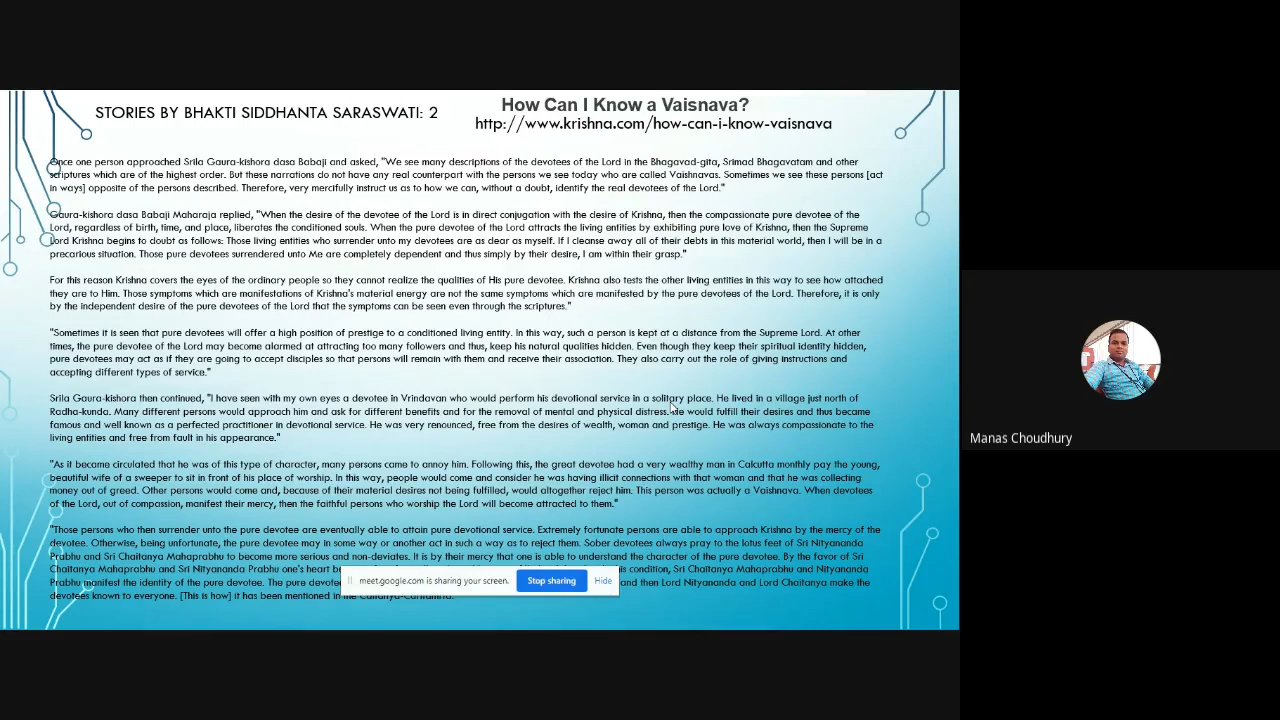 STORIES BY BHAKTI SIDDHANTA SARASWATI: 2
How Can I Know a Vaisnava?
http://www.krishna.com/how-can-i-know-vaisnava
Once one person approached Srila Gaura-kishora dasa Babaji and asked, "We see many descriptions of the devotees of the Lord in the Bhagavad-gita, Srimad Bhagavatam and other
scriptures which are of the highest order. But these narrations do not have any real counterpart with the persons we see today who are called Vaishnavas. Sometimes we see these persons [act
in ways] opposite of the persons described. Therefore, very mercifully instruct us as to how we can, without a doubt, identify the real devotees of the Lord."
Gaura-kishora dasa Babaji Maharaja replied, "When the desire of the devotee of the Lord is in direct conjugation with the desire of Krishna, then the compassionate pure devotee of the
Lord, regardless of birth, time, and place, liberates the conditioned souls. When the pure devotee of the Lord attracts the living entities by exhibiting pure love of Krishna, then the Supreme
Lord Krishna begins to doubt as follows: Those living entities who surrender unto my devotees are as dear as myself. If I cleanse away all of their debts in this material world, then I will be in a
precarious situation. Those pure devotees surrendered unto Me are completely dependent and thus simply by their desire, I am within their grasp."
For this reason Krishna covers the eyes of the ordinary people so they cannot realize the qualities of His pure devotee. Krishna also tests the other living entities in this way to see how attached
they are to Him. Those symptoms which are manifestations of Krishna's material energy are not the same symptoms which are manifested by the pure devotees of the Lord. Therefore, it is only
by the independent desire of the pure devotees of the Lord that the symptoms can be seen even through the scriptures."
"Sometimes it is seen that pure devotees will offer a high position of prestige to a conditioned living entity. In this way, such a person is kept at a distance from the Supreme Lord. At other
times, the pure devotee of the Lord may become alarmed at attracting too many followers and thus, keep his natural qualities hidden. Even though they keep their spiritual identity hidden,
pure devotees may act as if they are going to accept disciples so that persons will remain with them and receive their association. They also carry out the role of giving instructions and
accepting different types of service."
Srila Gaura-kishora then continued, "I have seen with my own eyes a devotee in Vrindavan who would perform his devotional service in a solitary place. He lived in a village just north of
Radha-kunda. Many different persons would approach him and ask for different benefits and for the removal of mental and physical distress. He would fulfill their desires and thus became
famous and well known as a perfected practitioner in devotional service. He was very renounced, free from the desires of wealth, woman and prestige. He was always compassionate to the
living entities and free from fault in his appearance."
"As it became circulated that he was of this type of character, many persons came to annoy him. Following this, the great devotee had a very wealthy man in Calcutta monthly pay the young,
beautiful wife of a sweeper to sit in front of his place of worship. In this way, people would come and consider he was having illicit connections with that woman and that he was collecting
money out of greed. Other persons would come and, because of their material desires not being fulfilled, would altogether reject him. This person was actually a Vaishnava. When devotees
of the Lord, out of compassion, manifest their mercy, then the faithful persons who worship the Lord will become attracted to them."
"Those persons who then surrender unto the pure devotee are eventually able to attain pure devotional service. Extremely fortunate persons are able to approach Krishna by the mercy of the
devotee. Otherwise, being unfortunate, the pure devotee may in some way or another act in such a way as to reject them. Sober devotees always pray to the lotus feet of Sri Nityananda
Prabhu and Sri Chaitanya Mahaprabhu to become more serious and non-deviates. It is by their mercy that one is able to understand the character of the pure devotee. By the favor of Sri
Chaitanya Mahaprabhu and Sri Nityananda Prabhu one's heart condition, Sri Chaitanya Mahaprabhu and Nityananda
Prabhu manifest the identity of the pure devotee. The pure and then Lord Nityananda and Lord Chaitanya make the
devotees known to everyone. [This is how] it has been mentioned in the
meet.google.com is sharing your screen.
Stop sharing
Hide
Manas Choudhury